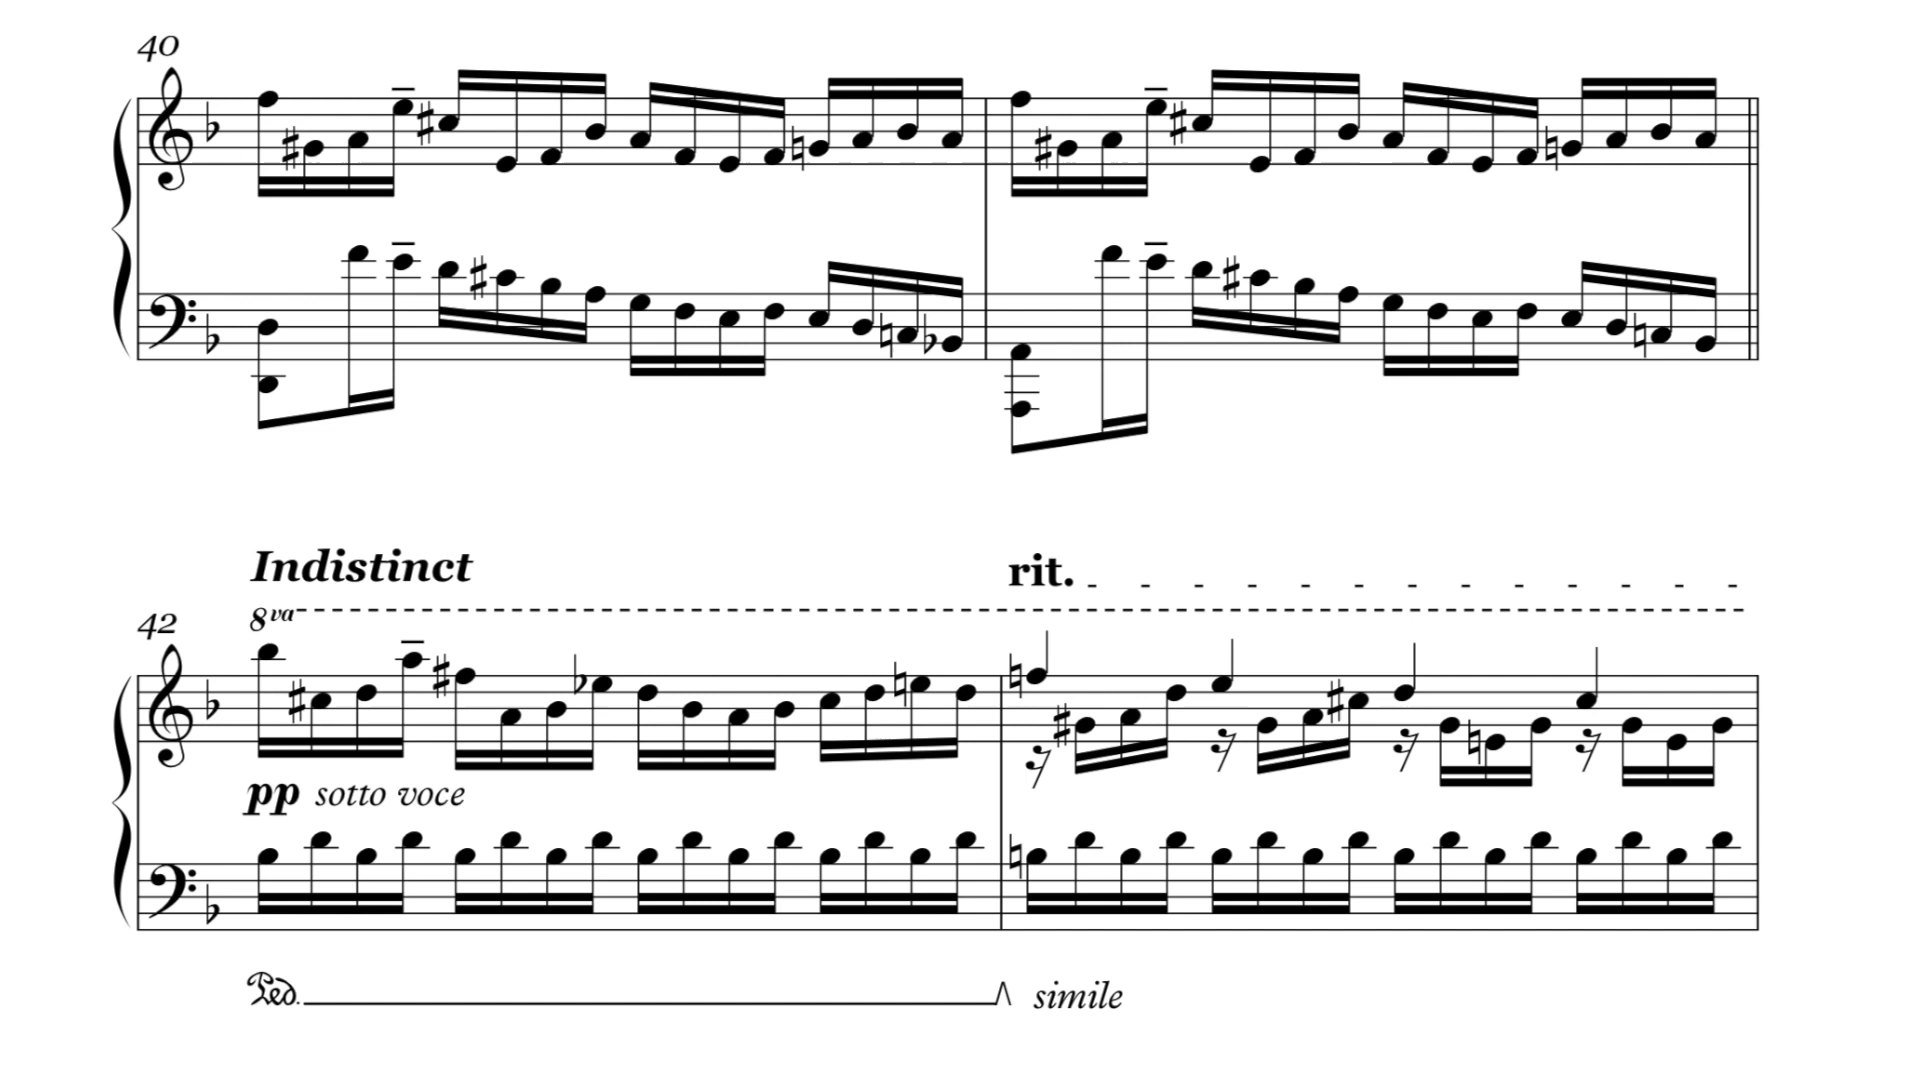 40
Indistinct rit.
8va
42
pp sotto voce
Ped. simile